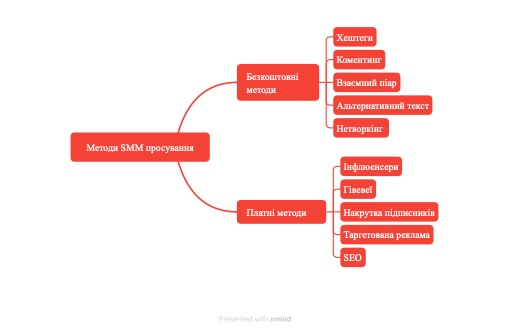 Методи SMM просування
Безкоштовні
методи
Хештеги
Коментинг
Взаємний піар
Альтернативний текст
Нетворкінг
Платні методи
Інфлюєнсери
Гівевеї
Накрутка підписників
Таргетована реклама
SEO
Presented with xmind